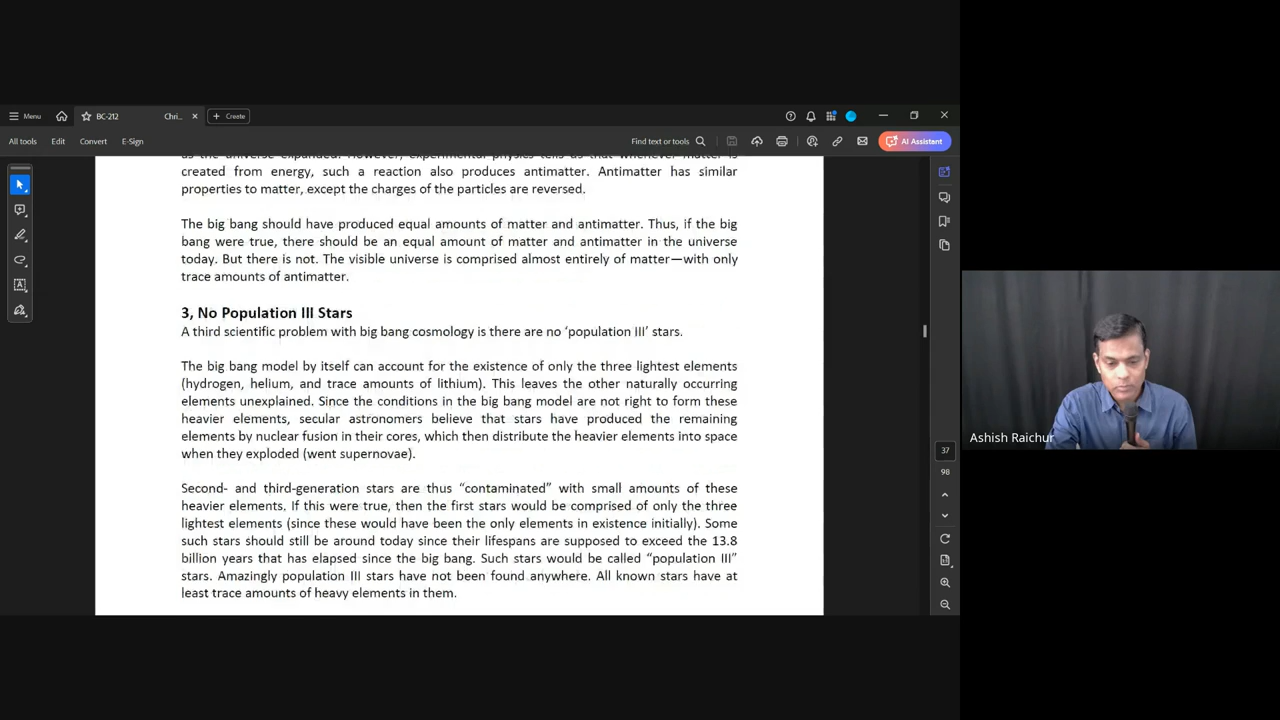 Menu
BC-212
Chri...
Create
All tools
Edit
Convert
E-Sign
Find text or tools
AI Assistant
as the universe expanded. However, experimental physics tells us that whenever matter is
created from energy, such a reaction also produces antimatter. Antimatter has similar
properties to matter, except the charges of the particles are reversed.
The big bang should have produced equal amounts of matter and antimatter. Thus, if the big
bang were true, there should be an equal amount of matter and antimatter in the universe
today. But there is not. The visible universe is comprised almost entirely of matter—with only
trace amounts of antimatter.
3, No Population III Stars
A third scientific problem with big bang cosmology is there are no ‘population III’ stars.
The big bang model by itself can account for the existence of only the three lightest elements
(hydrogen, helium, and trace amounts of lithium). This leaves the other naturally occurring
elements unexplained. Since the conditions in the big bang model are not right to form these
heavier elements, secular astronomers believe that stars have produced the remaining
elements by nuclear fusion in their cores, which then distribute the heavier elements into space
when they exploded (went supernovae).
Second- and third-generation stars are thus “contaminated” with small amounts of these
heavier elements. If this were true, then the first stars would be comprised of only the three
lightest elements (since these would have been the only elements in existence initially). Some
such stars should still be around today since their lifespans are supposed to exceed the 13.8
billion years that has elapsed since the big bang. Such stars would be called “population III”
stars. Amazingly population III stars have not been found anywhere. All known stars have at
least trace amounts of heavy elements in them.
37
98
Ashish Raichur